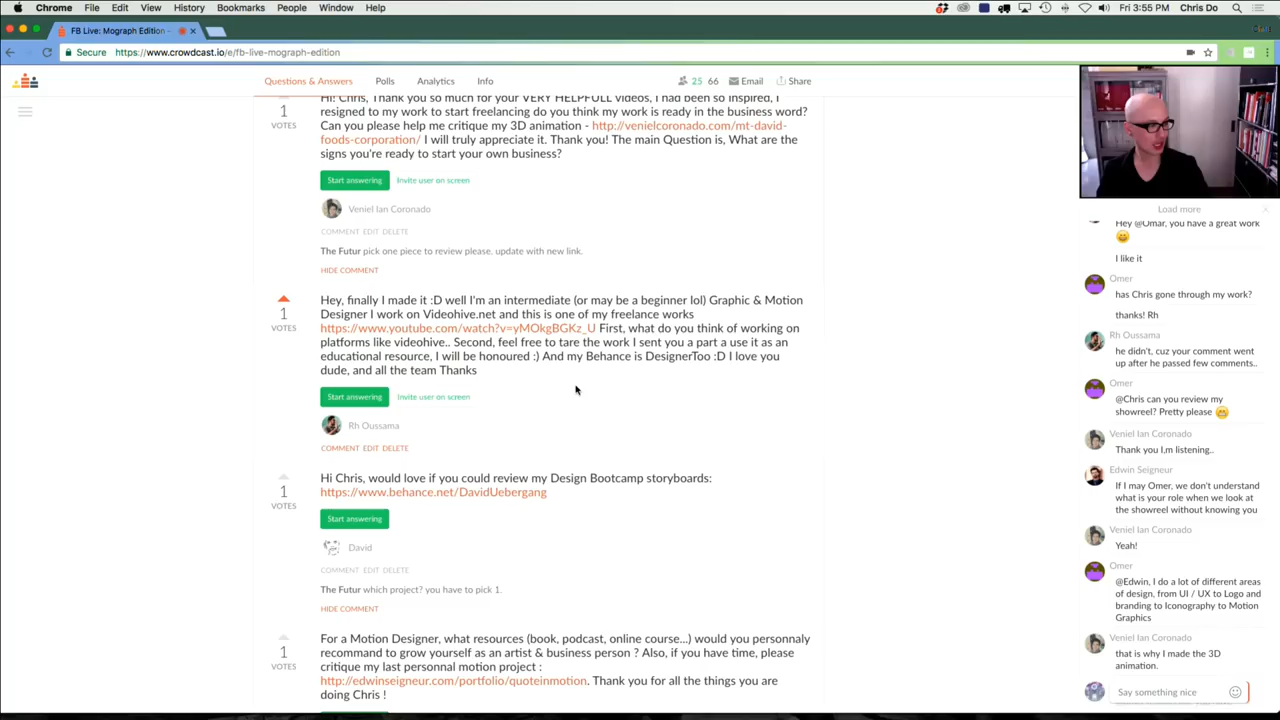 Chrome File Edit View History Bookmarks People Window Help
Fri 3:55 PM Chris Do
FB Live: Mograph Edition -
Chris
Secure https://www.crowdcast.io/e/fb-live-mograph-edition
Questions & Answers Polls Analytics Info
25 66 Email Share
1
VOTES
Hi! Chris, Thank you so much for your VERY HELPFULL videos, I had been so inspired, I
resigned to my work to start freelancing do you think my work is ready in the business word?
Can you please help me critique my 3D animation - http://venielcoronado.com/mt-david-
foods-corporation/ I will truly appreciate it. Thank you! The main Question is, What are the
signs you're ready to start your own business?
Start answering Invite user on screen
Veniel Ian Coronado
COMMENT EDIT DELETE
The Futur pick one piece to review please. update with new link.
HIDE COMMENT
1
VOTES
Hey, finally I made it :D well I'm an intermediate (or may be a beginner lol) Graphic & Motion
Designer I work on Videohive.net and this is one of my freelance works
https://www.youtube.com/watch?v=yMOkgBGKz_U First, what do you think of working on
platforms like videohive.. Second, feel free to tare the work I sent you a part a use it as an
educational resource, I will be honoured :) And my Behance is DesignerToo :D I love you
dude, and all the team Thanks
Start answering Invite user on screen
Rh Oussama
COMMENT EDIT DELETE
1
VOTES
Hi Chris, would love if you could review my Design Bootcamp storyboards:
https://www.behance.net/DavidUebergang
Start answering
David
COMMENT EDIT DELETE
The Futur which project? you have to pick 1.
HIDE COMMENT
1
VOTES
For a Motion Designer, what resources (book, podcast, online course...) would you personnaly
recommand to grow yourself as an artist & business person ? Also, if you have time, please
critique my last personnal motion project :
http://edwinseigneur.com/portfolio/quoteinmotion. Thank you for all the things you are
doing Chris !
Load more
Hey @Omar, you have a great work
I like it
Omer
has Chris gone through my work?
thanks! Rh
Rh Oussama
he didn't, cuz your comment went
up after he passed few comments..
Omer
@Chris can you review my
showreel? Pretty please
Veniel Ian Coronado
Thank you I,m listening..
Edwin Seigneur
If I may Omer, we don't understand
what is your role when we look at
the showreel without knowing you
Veniel Ian Coronado
Yeah!
Omer
@Edwin, I do a lot of different areas
of design, from UI / UX to Logo and
branding to Iconography to Motion
Graphics
Veniel Ian Coronado
that is why I made the 3D
animation.
Say something nice